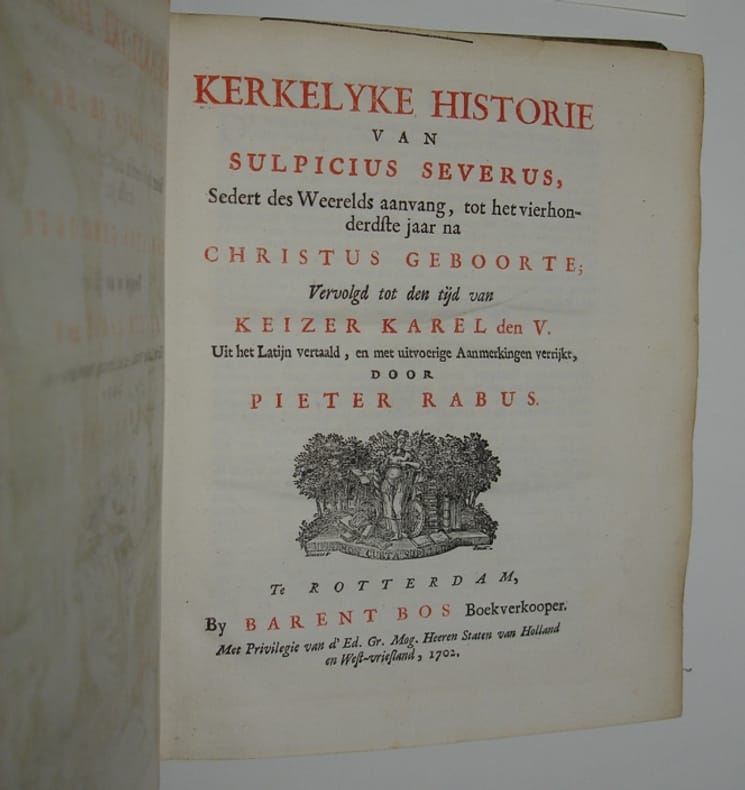 KERKELYKE HISTORIE
VAN
SULPICIUS SEVERUS,
Sedert des Weerelds aanvang, tot het vierhon-
derdſte jaar na
CHRISTUS GEBOORTE;
Vervolgd tot den tijd van
KEIZER KAREL den V.
Uit het Latijn vertaald, en met uitvoerige Aanmerkingen verrijkt,
DOOR
PIETER RABUS.
CURTA
Te ROTTERDAM,
By BARENT BOS Boekverkooper.
Met Privilegie van d' Ed. Gr. Mog. Heeren Staten van Holland
en Weſt-vrieſland, 1702.